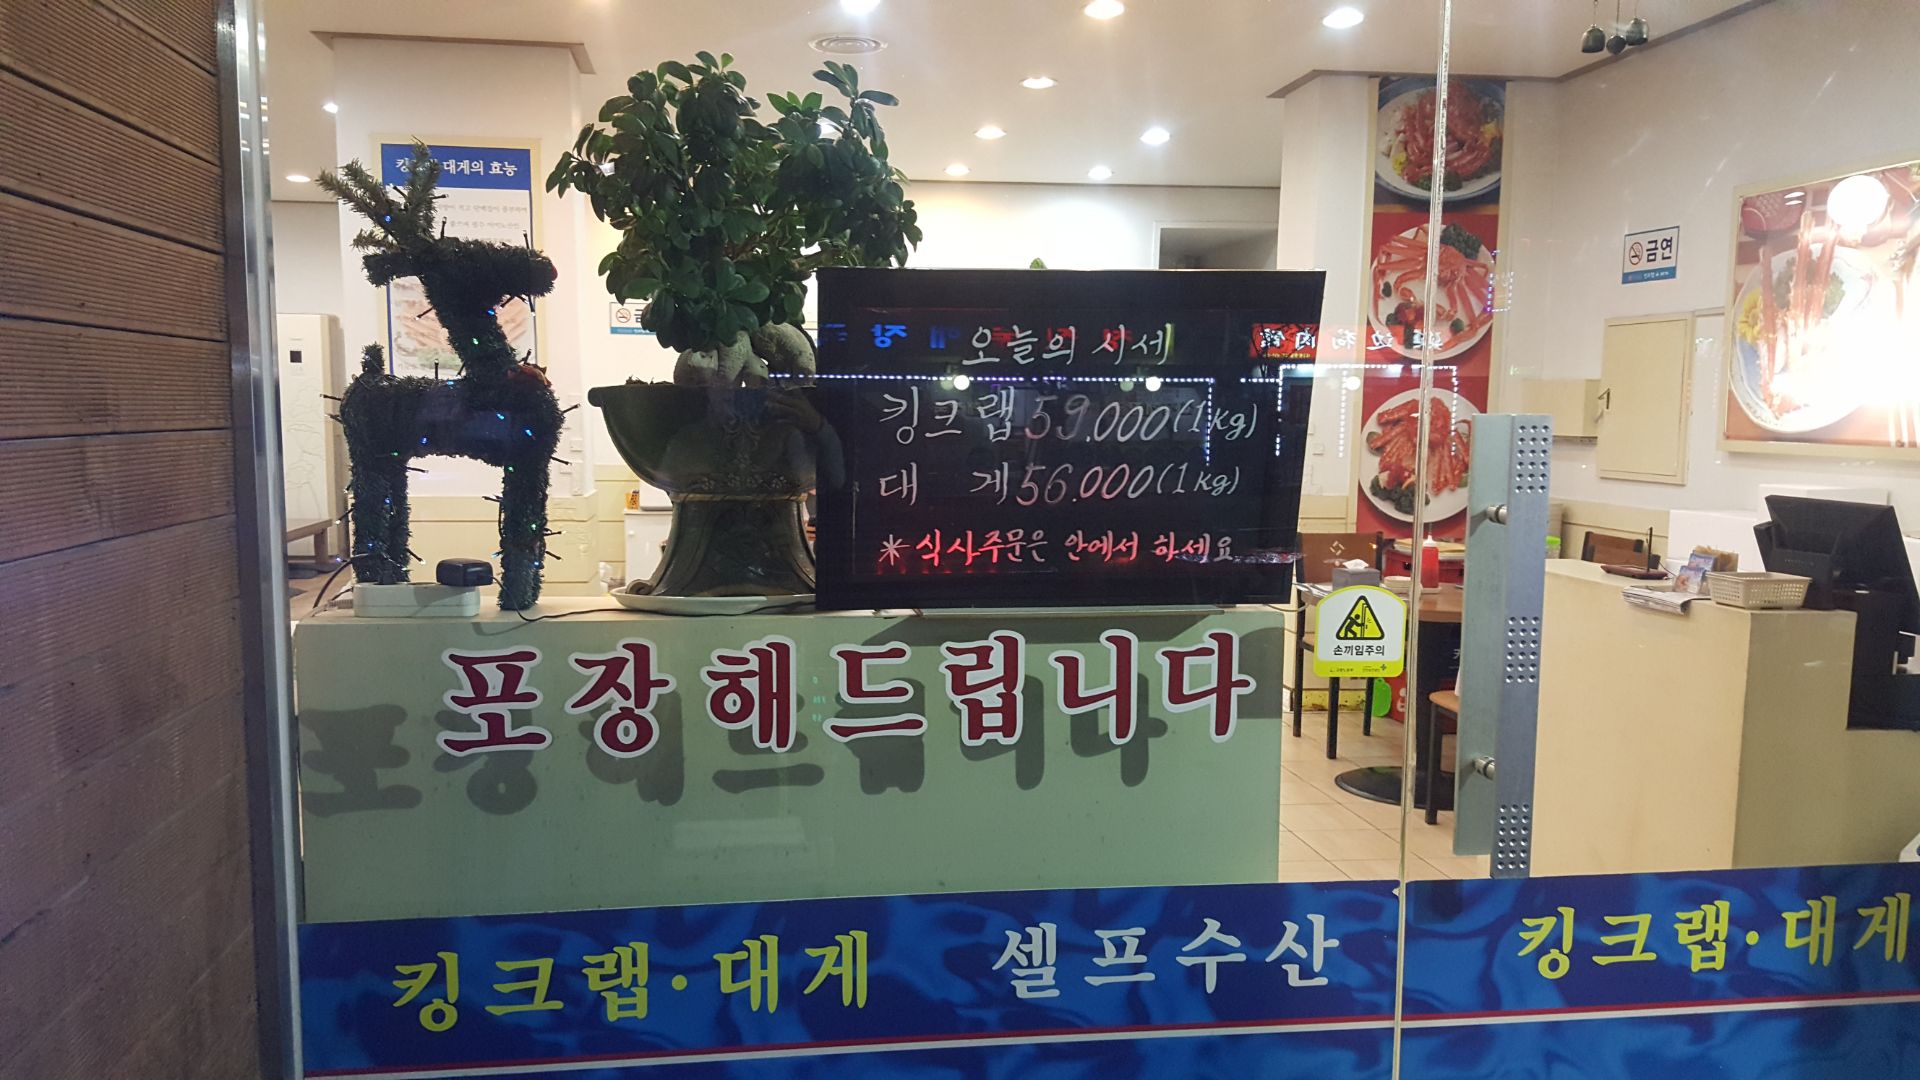 대게의 효능
금연
금연
오늘의 시세
킹크랩 59.000(1kg)
대 게 56.000(1kg)
*식사주문은 안에서 하세요
손끼임주의
포장해드립니다
킹크랩·대게 셀프수산 킹크랩·대게